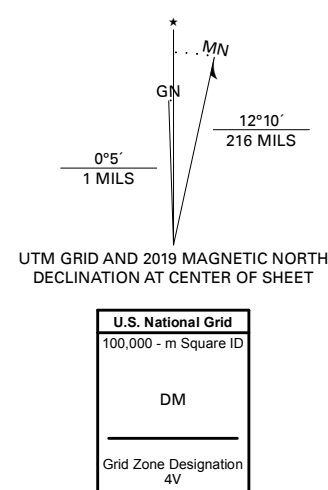 ★
MN
GN
12°10´
216 MILS
0°5´
1 MILS
UTM GRID AND 2019 MAGNETIC NORTH
DECLINATION AT CENTER OF SHEET
U.S. National Grid
100,000 - m Square ID
DM
Grid Zone Designation
4V